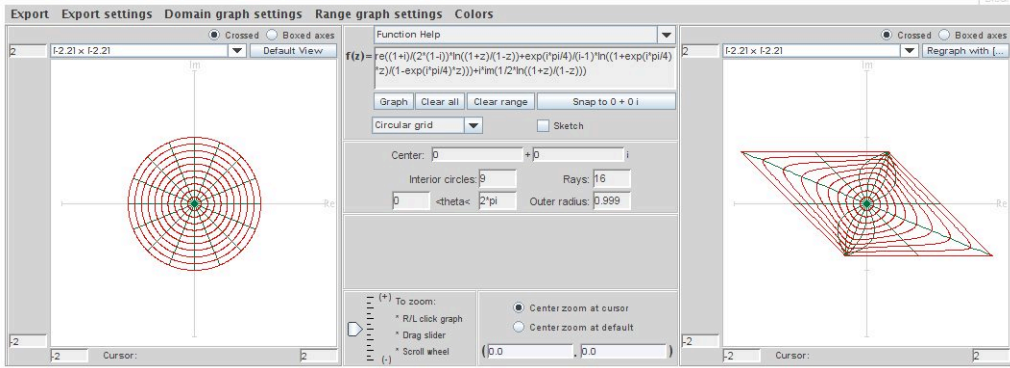 Export Export settings Domain graph settings Range graph settings Colors
Crossed Boxed axes
2 [-2.2] x [-2.2] Default View
Im
Re
-2
-2 Cursor: 2
Function Help
f(z)= re((1+i)/(2*(1-i))*ln((1+z)/(1-z))+exp(i*pi/4)/(i-1)*ln((1+exp(i*pi/4)
*z)/(1-exp(i*pi/4)*z)))+i*im(1/2*ln((1+z)/(1-z)))
Graph Clear all Clear range Snap to 0 + 0 i
Circular grid Sketch
Center: 0 + 0 i
Interior circles: 9 Rays: 16
0 <theta< 2*pi Outer radius: 0.999
(+) To zoom:
* R/L click graph
* Drag slider
* Scroll wheel
(-)
Center zoom at cursor
Center zoom at default
(0.0 , 0.0 )
Crossed Boxed axes
2 [-2.2] x [-2.2] Regraph with [...
Im
Re
-2
-2 Cursor: 2